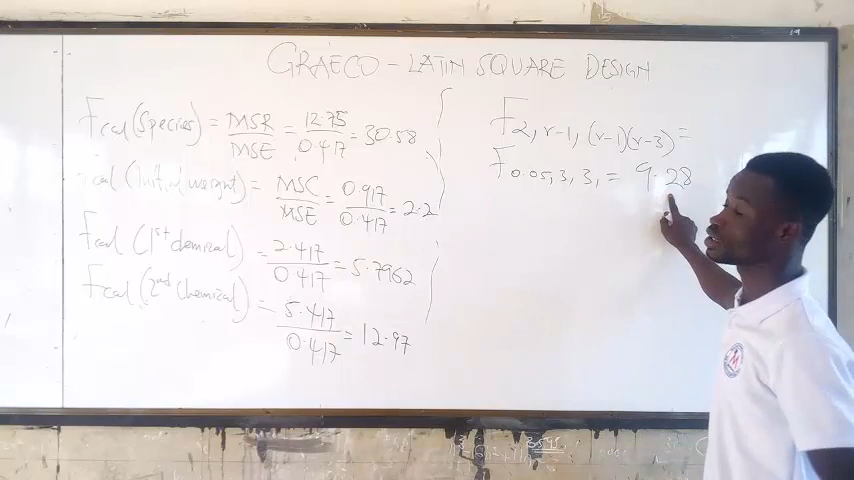 GRAECO - LATIN SQUARE DESIGN
Fcal (Species) = MSR/MSE = 12.75/0.417 = 30.58
cal (Initial weight) = MSC/MSE = 0.917/0.417 = 2.2
Fcal (1st chemical) = 2.417/0.417 = 5.7962
Fcal (2nd chemical) = 5.417/0.417 = 12.97
F2, r-1, (r-1)(r-3) =
F0.05, 3, 3, = 9.28